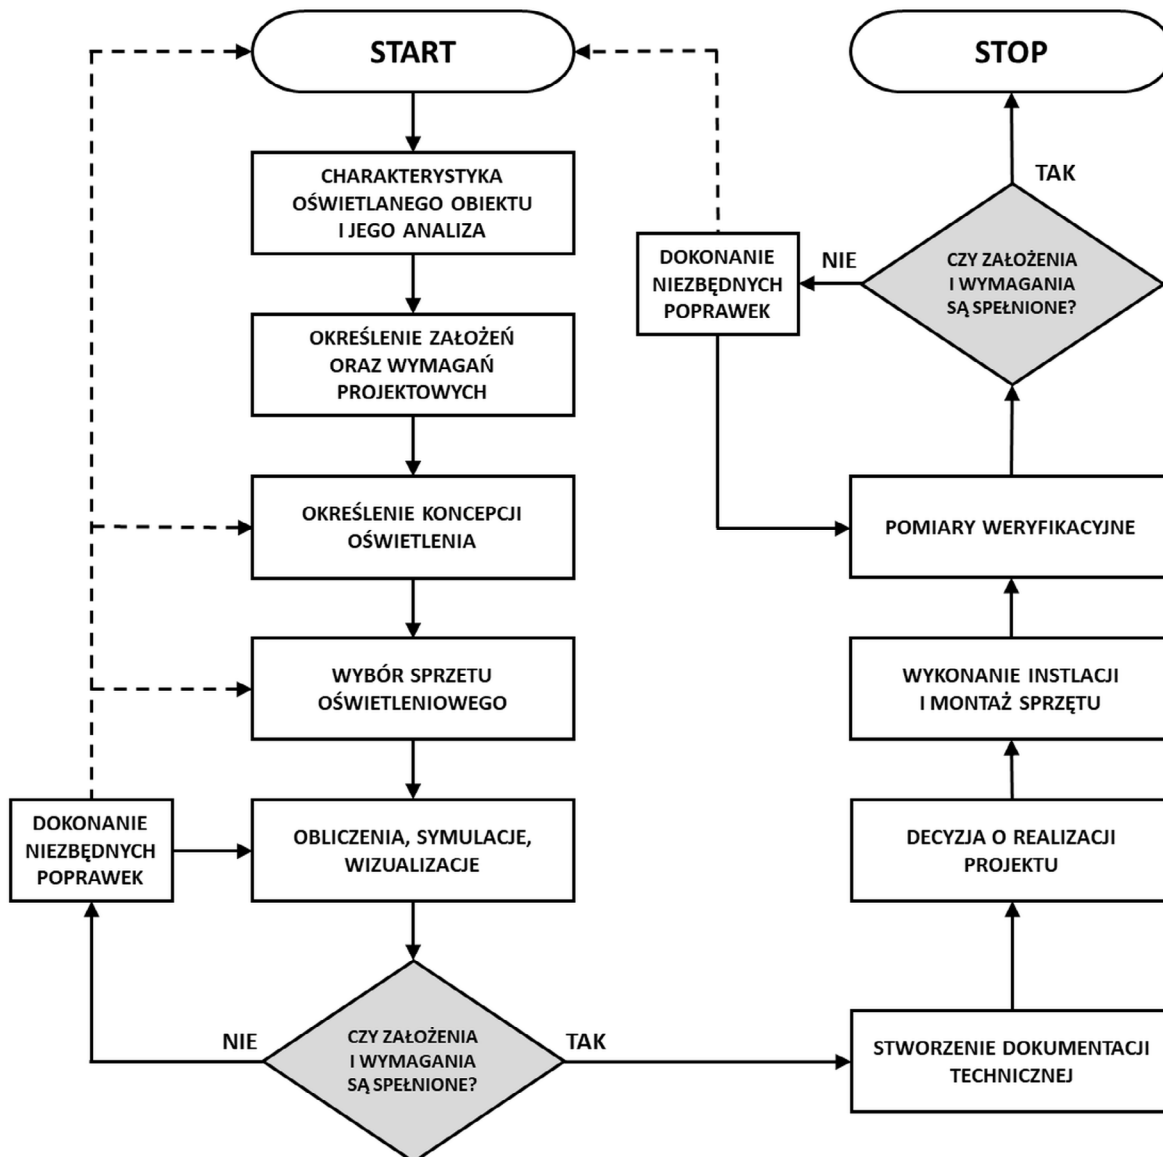 START
CHARAKTERYSTYKA
OŚWIETLANEGO OBIEKTU
I JEGO ANALIZA
OKREŚLENIE ZAŁOŻEŃ
ORAZ WYMAGAŃ
PROJEKTOWYCH
OKREŚLENIE KONCEPCJI
OŚWIETLENIA
WYBÓR SPRZETU
OŚWIETLENIOWEGO
DOKONANIE
NIEZBĘDNYCH
POPRAWEK
OBLICZENIA, SYMULACJE,
WIZUALIZACJE
NIE
CZY ZAŁOŻENIA
I WYMAGANIA
SĄ SPEŁNIONE?
TAK
STWORZENIE DOKUMENTACJI
TECHNICZNEJ
DECYZJA O REALIZACJI
PROJEKTU
WYKONANIE INSTLACJI
I MONTAŻ SPRZĘTU
POMIARY WERYFIKACYJNE
CZY ZAŁOŻENIA
I WYMAGANIA
SĄ SPEŁNIONE?
NIE
DOKONANIE
NIEZBĘDNYCH
POPRAWEK
TAK
STOP